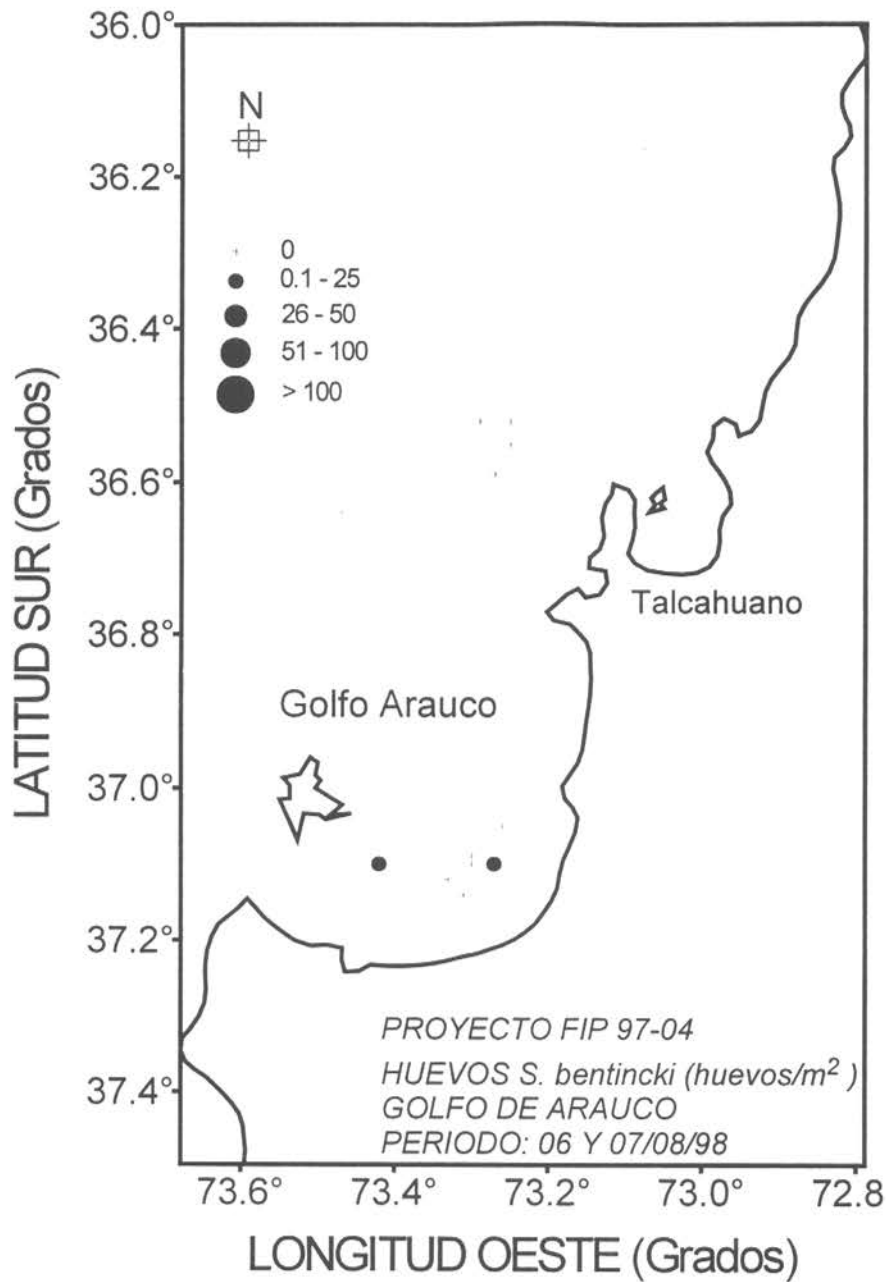 36.0°
N
36.2°
0
0.1 - 25
26 - 50
51 - 100
> 100
36.4°
36.6°
Talcahuano
36.8°
Golfo Arauco
37.0°
37.2°
37.4°
LATITUD SUR (Grados)
PROYECTO FIP 97-04
HUEVOS S. bentincki (huevos/m²)
GOLFO DE ARAUCO
PERIODO: 06 Y 07/08/98
73.6° 73.4° 73.2° 73.0° 72.8
LONGITUD OESTE (Grados)